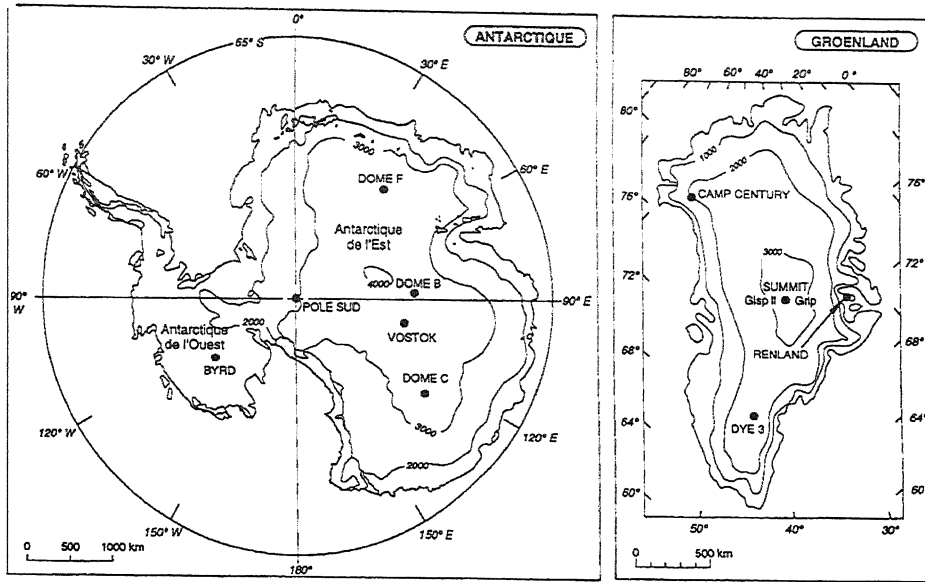 ANTARCTIQUE
0°
65° S
30° W
30° E
60° W
60° E
3000
DOME F
Antarctique
de l'Est
4000
DOME B
90°
W
POLE SUD
90° E
2000
Antarctique
de l'Ouest
VOSTOK
BYRD
DOME C
3000
120° W
120° E
2000
150° W
150° E
180°
0 500 1000 km
GROENLAND
80° 60° 40° 20° 0°
80°
1000
2000
76°
76°
CAMP CENTURY
3000
72°
72°
SUMMIT
Gisp II Grip
RENLAND
68°
68°
DYE 3
64°
64°
60°
60°
50° 40° 30°
0 500 km